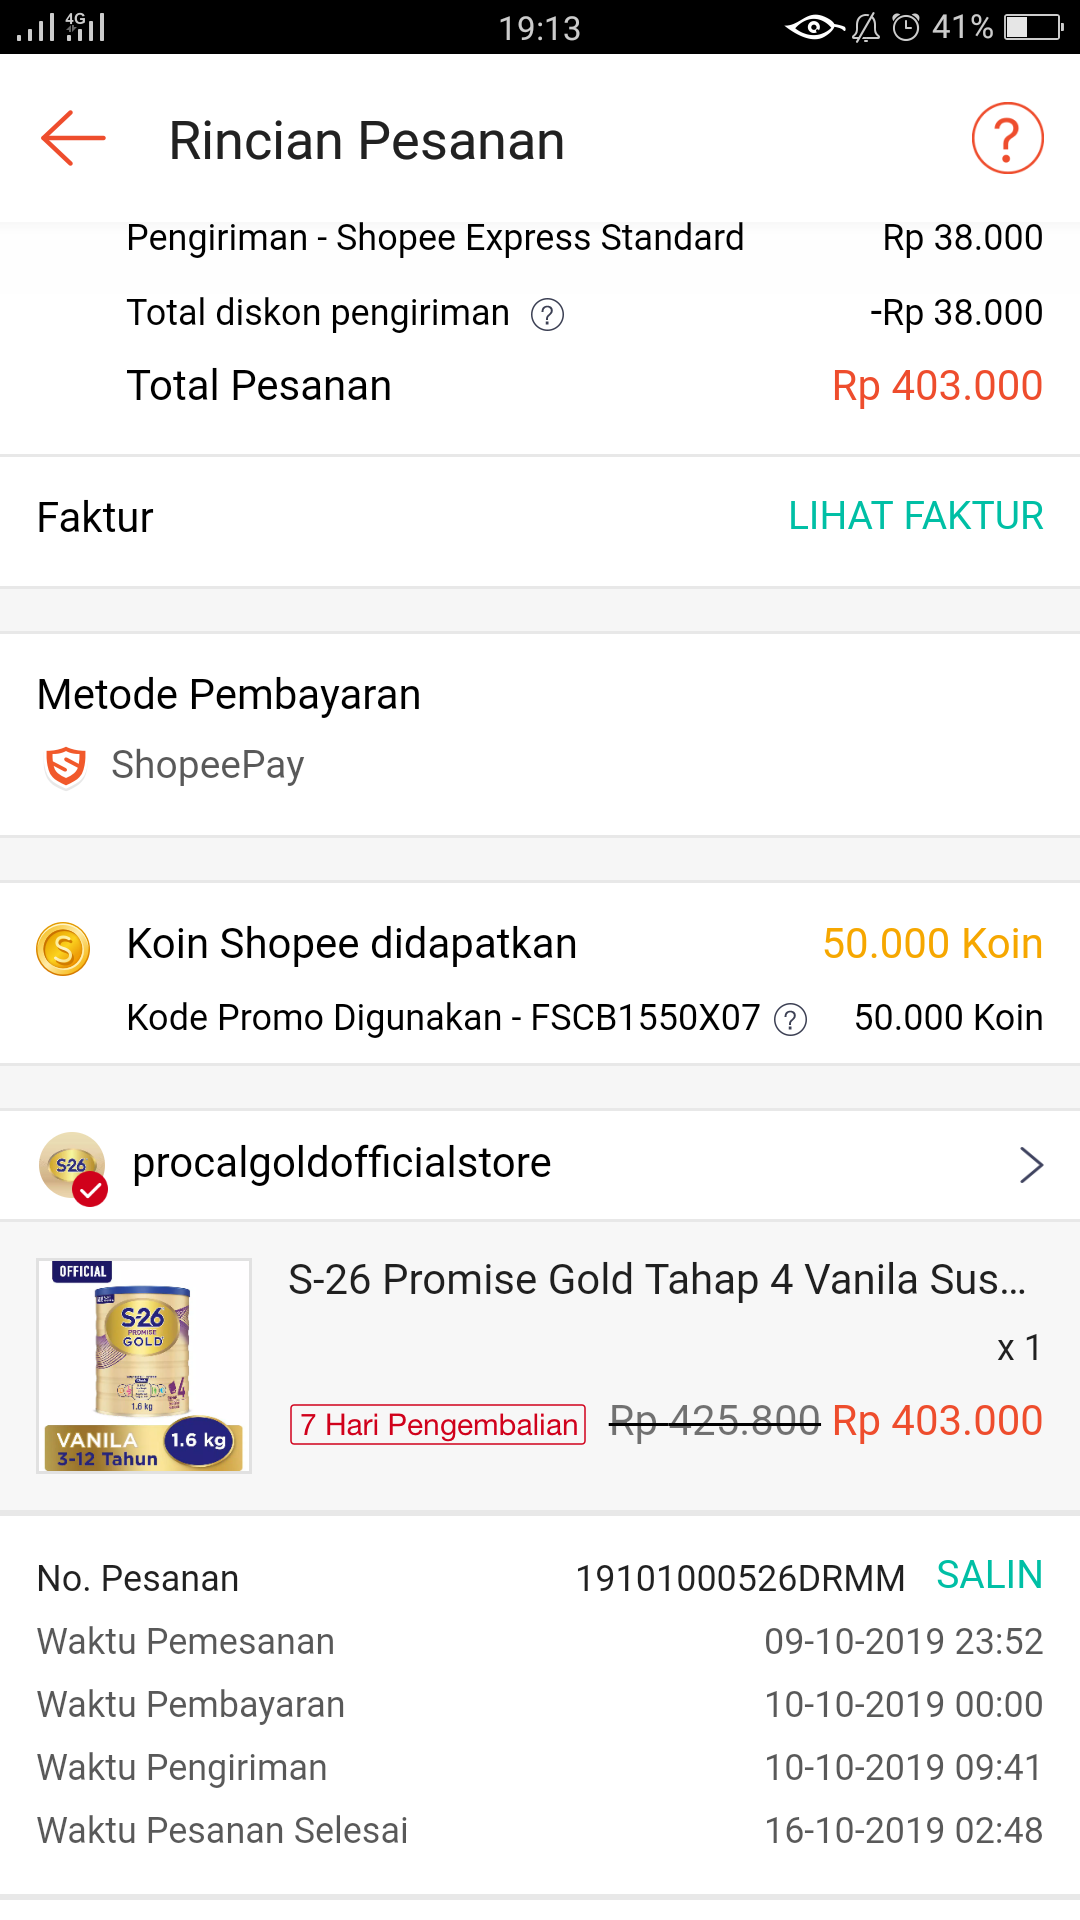 4G 19:13 41%
Rincian Pesanan ?
Pengiriman - Shopee Express Standard Rp 38.000
Total diskon pengiriman ? -Rp 38.000
Total Pesanan Rp 403.000
Faktur LIHAT FAKTUR
Metode Pembayaran
ShopeePay
Koin Shopee didapatkan 50.000 Koin
Kode Promo Digunakan - FSCB1550X07 ? 50.000 Koin
S-26 procalgoldofficialstore
OFFICIAL
S-26
PROMISE
GOLD
4
1.6 kg
VANILA 1.6 kg
3-12 Tahun
S-26 Promise Gold Tahap 4 Vanila Sus...
x 1
7 Hari Pengembalian Rp 425.800 Rp 403.000
No. Pesanan 19101000526DRMM SALIN
Waktu Pemesanan 09-10-2019 23:52
Waktu Pembayaran 10-10-2019 00:00
Waktu Pengiriman 10-10-2019 09:41
Waktu Pesanan Selesai 16-10-2019 02:48